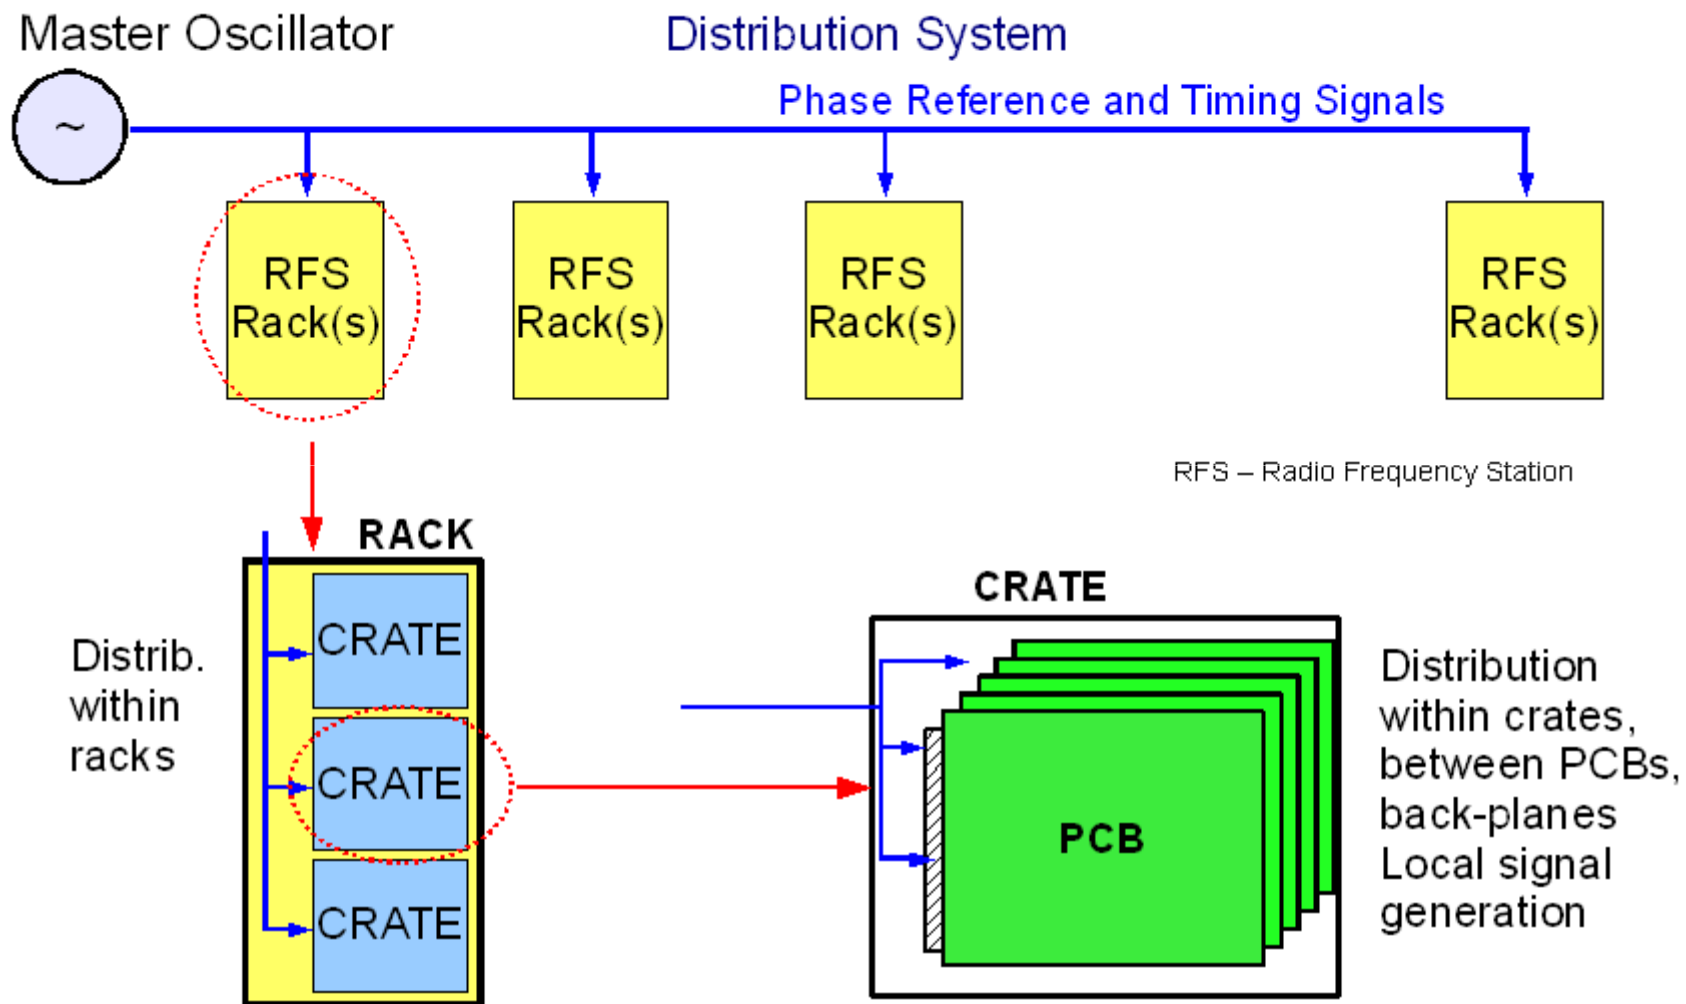 Master Oscillator
Distribution System
Phase Reference and Timing Signals
~
RFS
Rack(s)
RFS
Rack(s)
RFS
Rack(s)
RFS
Rack(s)
RFS – Radio Frequency Station
RACK
CRATE
CRATE
CRATE
Distrib.
within
racks
CRATE
PCB
Distribution
within crates,
between PCBs,
back-planes
Local signal
generation